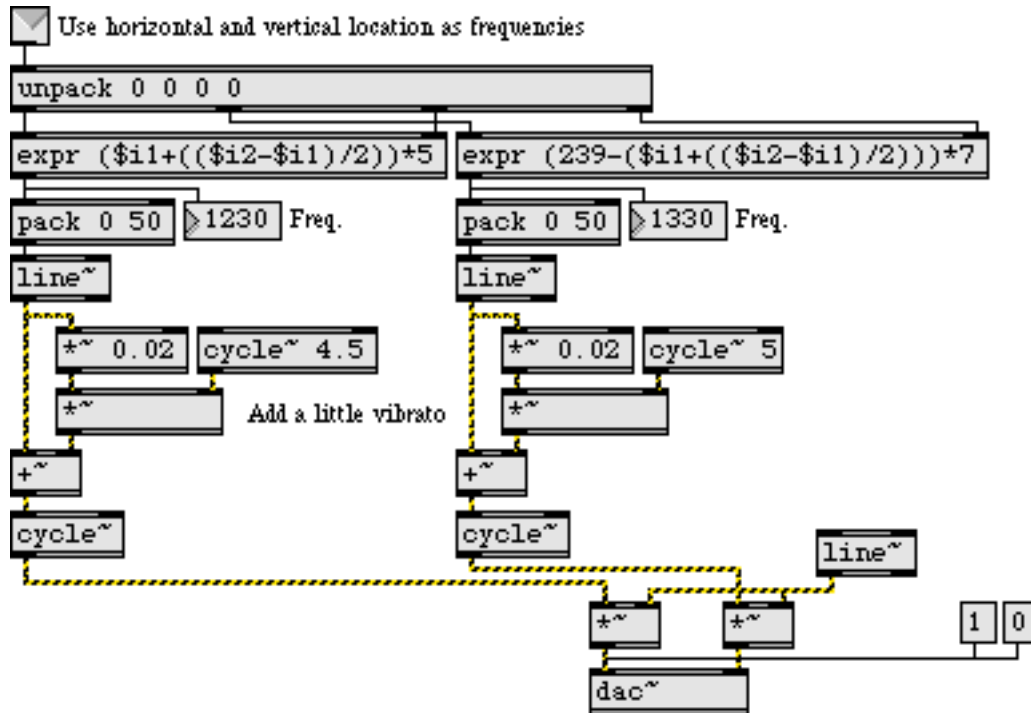 Use horizontal and vertical location as frequencies
unpack 0 0 0 0
expr ($i1+(($i2-$i1)/2))*5
expr (239-($i1+(($i2-$i1)/2)))*7
pack 0 50
1230
Freq.
pack 0 50
1330
Freq.
line~
line~
*~ 0.02
cycle~ 4.5
*~ 0.02
cycle~ 5
*~
Add a little vibrato
*~
+~
+~
cycle~
cycle~
line~
*~
*~
1
0
dac~